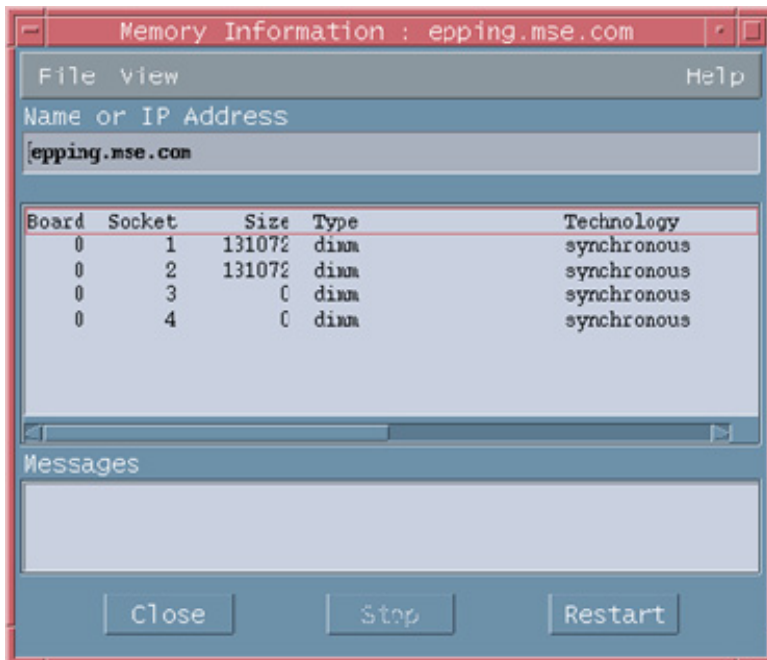 Memory Information : epping.mse.com
File View Help
Name or IP Address
epping.mse.com
Board Socket Size Type Technology
0 1 131072 dimm synchronous
0 2 131072 dimm synchronous
0 3 0 dimm synchronous
0 4 0 dimm synchronous
Messages
Close Stop Restart